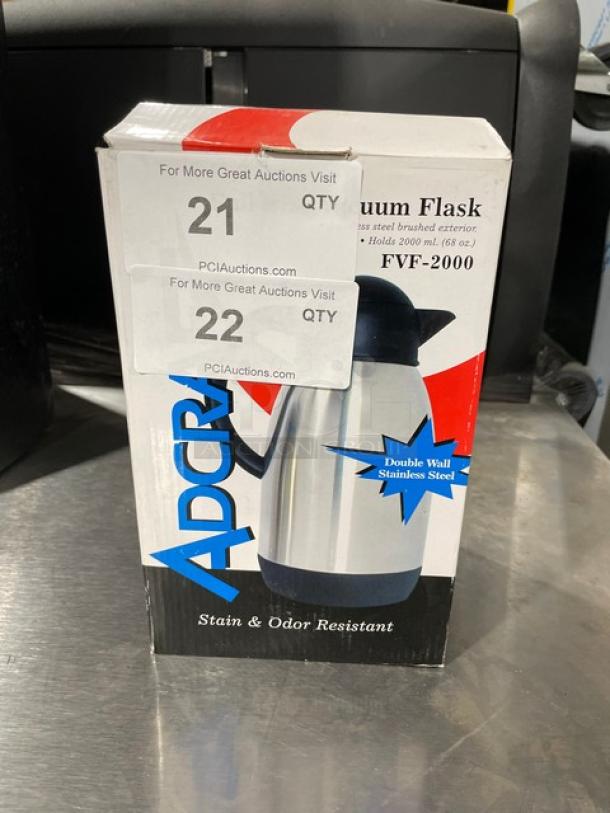 For More Great Auctions Visit
21 QTY
PCIAuctions.com
For More Great Auctions Visit
22 QTY
PCIAuctions.com
uum Flask
ess steel brushed exterior.
• Holds 2000 ml. (68 oz.)
FVF-2000
ADCRA
Double Wall
Stainless Steel
Stain & Odor Resistant